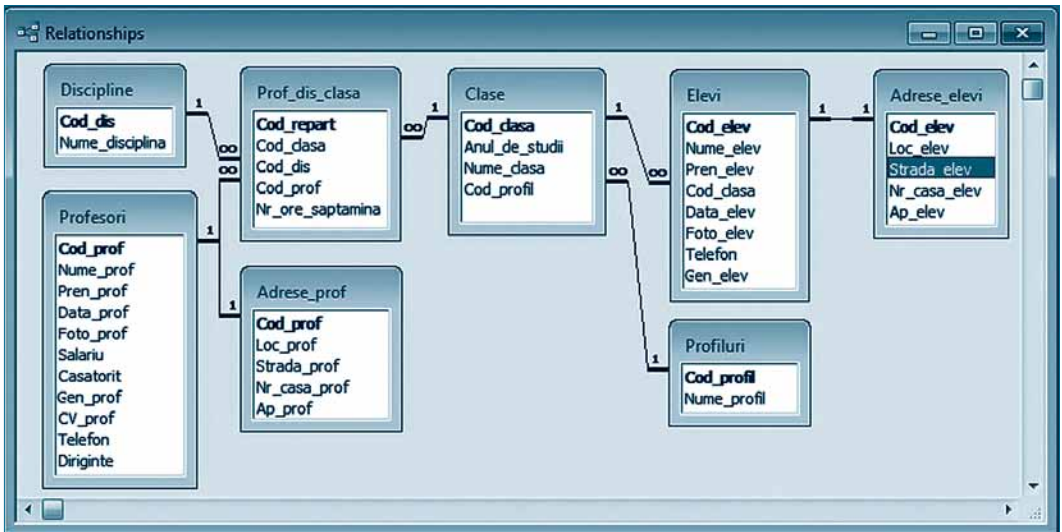 Relationships
Discipline
Cod_dis
Nume_disciplina
Prof_dis_clasa
Cod_repart
Cod_clasa
Cod_dis
Cod_prof
Nr_ore_saptamina
Clase
Cod_clasa
Anul_de_studii
Nume_clasa
Cod_profil
Elevi
Cod_elev
Nume_elev
Pren_elev
Cod_clasa
Data_elev
Foto_elev
Telefon
Gen_elev
Adrese_elevi
Cod_elev
Loc_elev
Strada_elev
Nr_casa_elev
Ap_elev
Profesori
Cod_prof
Nume_prof
Pren_prof
Data_prof
Foto_prof
Salariu
Casatorit
Gen_prof
CV_prof
Telefon
Diriginte
Adrese_prof
Cod_prof
Loc_prof
Strada_prof
Nr_casa_prof
Ap_prof
Profiluri
Cod_profil
Nume_profil
1
∞
∞
1
1
∞
1
1
∞
∞
1
1
1